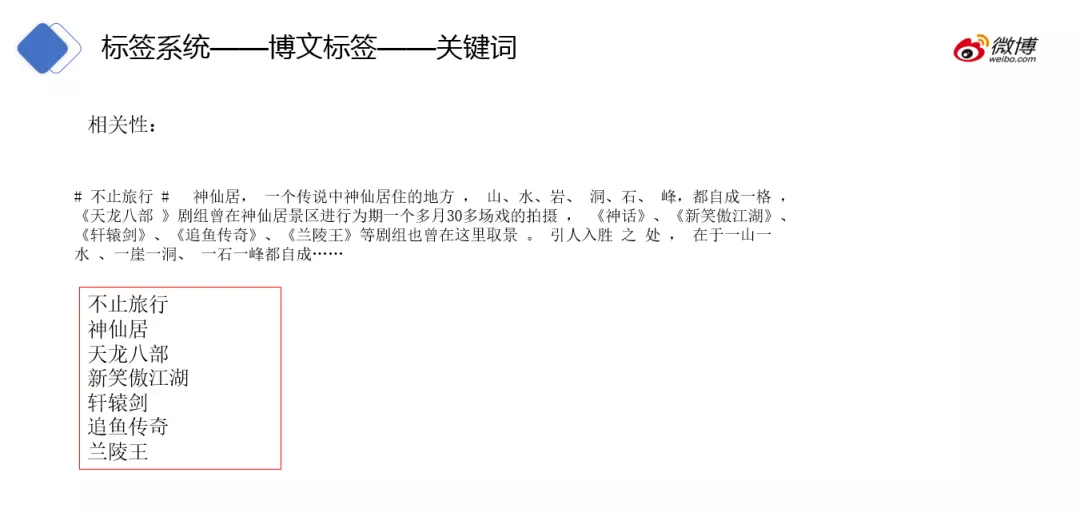 标签系统——博文标签——关键词
微博
weibo.com
相关性：
# 不止旅行 #   神仙居， 一个传说中神仙居住的地方 ， 山、水、岩、 洞、石、 峰，都自成一格 ，
《天龙八部 》剧组曾在神仙居景区进行为期一个多月30多场戏的拍摄 ， 《神话》、《新笑傲江湖》、
《轩辕剑》、《追鱼传奇》、《兰陵王》等剧组也曾在这里取景 。 引人入胜 之 处 ， 在于一山一
水 、一崖一洞、 一石一峰都自成……
不止旅行
神仙居
天龙八部
新笑傲江湖
轩辕剑
追鱼传奇
兰陵王